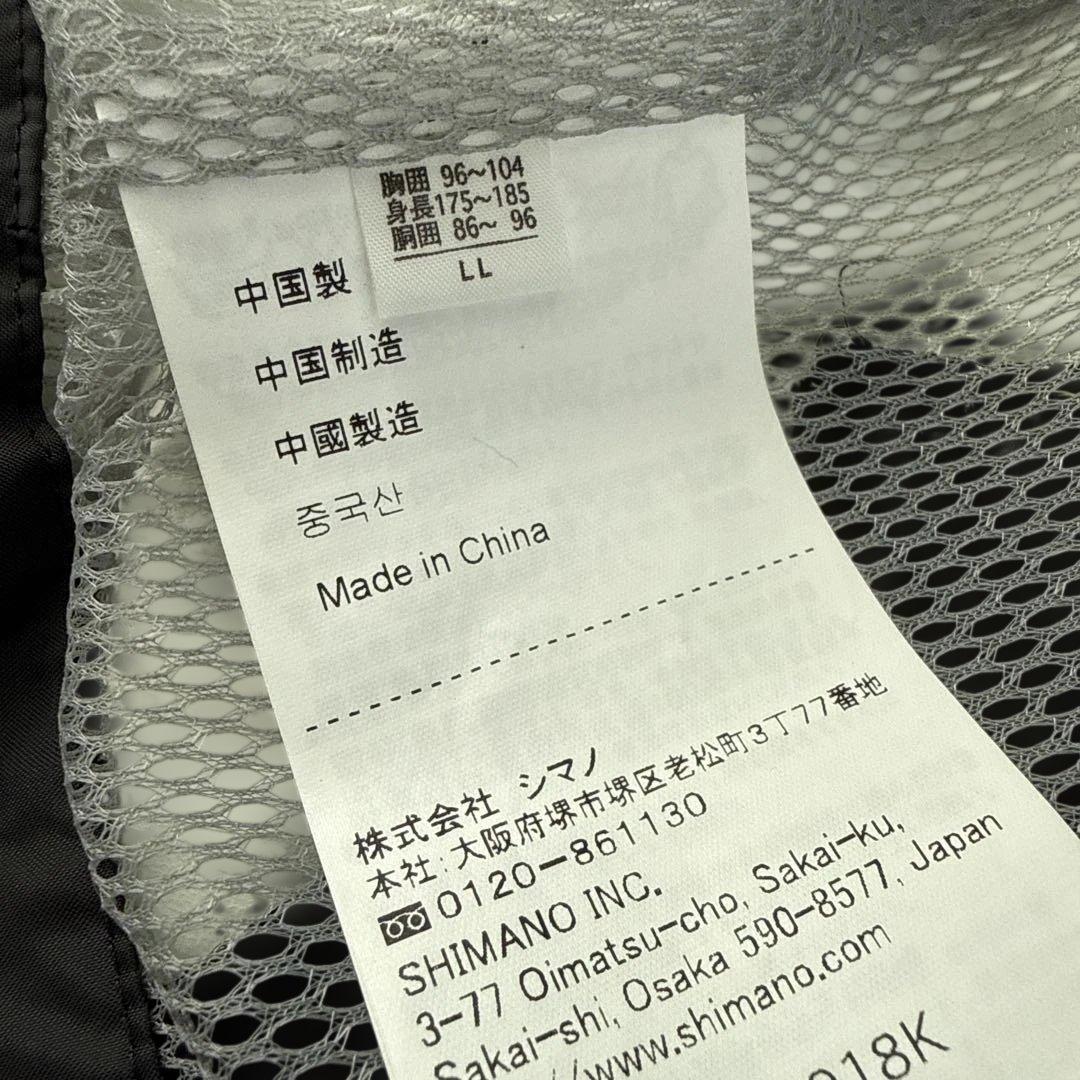 胸囲 96～104
身長175～185
胴囲 86～ 96
LL
中国製
中国制造
中國製造
중국산
Made in China
株式会社 シマノ
本社:大阪府堺市堺区老松町3丁77番地
0120-861130
SHIMANO INC.
3-77 Oimatsu-cho, Sakai-ku,
Sakai-shi, Osaka 590-8577, Japan
//www.shimano.com
018K